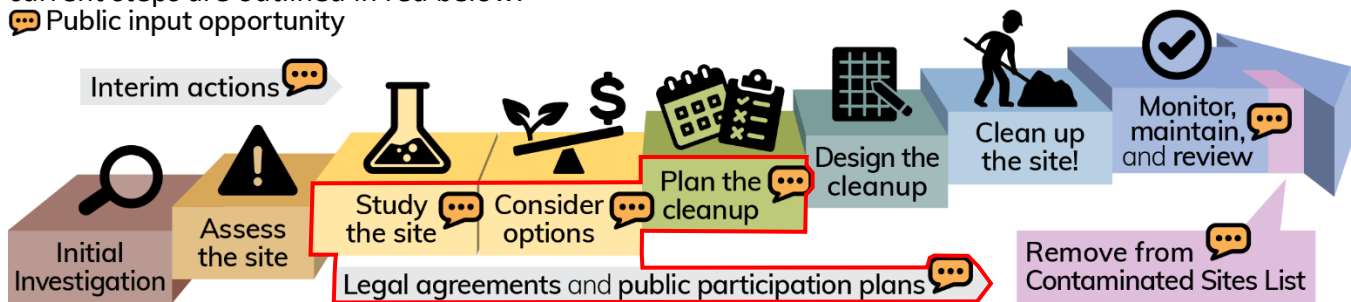 Public input opportunity
Interim actions
Initial
Investigation
Assess
the site
Study
the site
Consider
options
Plan the
cleanup
Design the
cleanup
Clean up
the site!
Monitor,
maintain,
and review
Legal agreements and public participation plans
Remove from
Contaminated Sites List